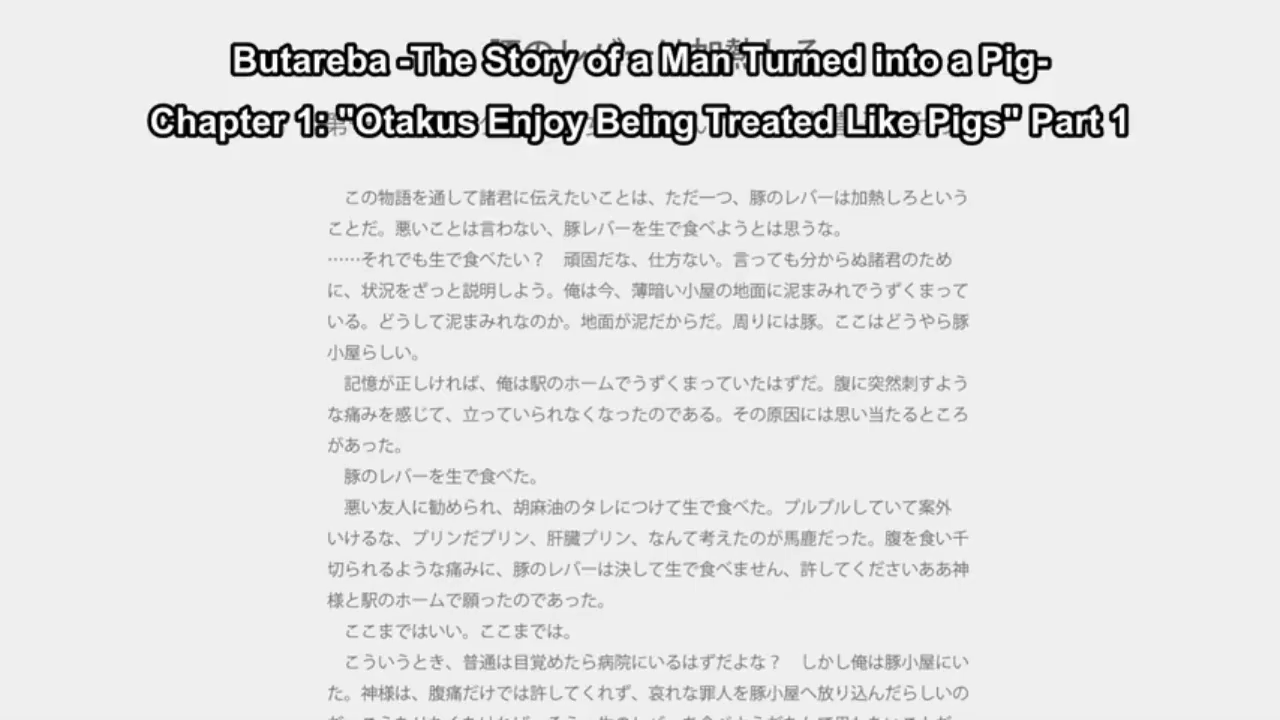 Butareba -The Story of a Man Turned into a Pig-
Chapter 1: "Otakus Enjoy Being Treated Like Pigs" Part 1
この物語を通して諸君に伝えたいことは、ただ一つ、豚のレバーは加熱しろという
ことだ。悪いことは言わない、豚レバーを生で食べようとは思うな。
……それでも生で食べたい？　頑固だな、仕方ない。言っても分からぬ諸君のため
に、状況をざっと説明しよう。俺は今、薄暗い小屋の地面に泥まみれでうずくまって
いる。どうして泥まみれなのか。地面が泥だからだ。周りには豚。ここはどうやら豚
小屋らしい。
記憶が正しければ、俺は駅のホームでうずくまっていたはずだ。腹に突然刺すよう
な痛みを感じて、立っていられなくなったのである。その原因には思い当たるところ
があった。
豚のレバーを生で食べた。
悪い友人に勧められ、胡麻油のタレにつけて生で食べた。プルプルしていて案外
いけるな、プリンだプリン、肝臓プリン、なんて考えたのが馬鹿だった。腹を食い千
切られるような痛みに、豚のレバーは決して生で食べません、許してくださいああ神
様と駅のホームで願ったのであった。
ここまではいい。ここまでは。
こういうとき、普通は目覚めたら病院にいるはずだよな？　しかし俺は豚小屋にい
た。神様は、腹痛だけでは許してくれず、哀れな罪人を豚小屋へ放り込んだらしいの